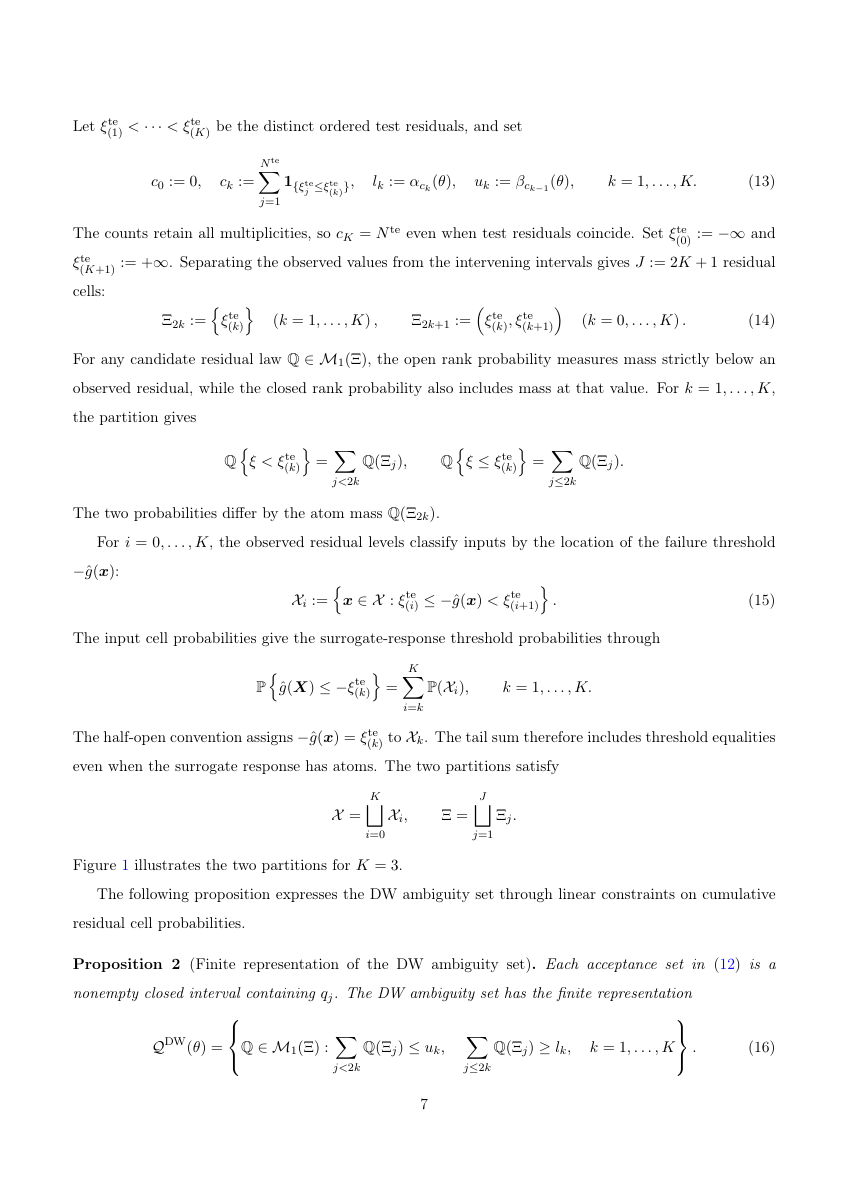 Let ξ^te_(1) < ⋯ < ξ^te_(K) be the distinct ordered test residuals, and set
c_0 := 0, c_k := ∑_{j=1}^{N^te} 𝟏_{ξ^te_j ≤ ξ^te_(k)}, l_k := α_{c_k}(θ), u_k := β_{c_{k−1}}(θ), k = 1, . . . , K. (13)
The counts retain all multiplicities, so c_K = N^te even when test residuals coincide. Set ξ^te_(0) := −∞ and
ξ^te_(K+1) := +∞. Separating the observed values from the intervening intervals gives J := 2K + 1 residual
cells:
Ξ_{2k} := {ξ^te_(k)} (k = 1, . . . , K) , Ξ_{2k+1} := (ξ^te_(k), ξ^te_(k+1)) (k = 0, . . . , K) . (14)
For any candidate residual law ℚ ∈ ℳ_1(Ξ), the open rank probability measures mass strictly below an
observed residual, while the closed rank probability also includes mass at that value. For k = 1, . . . , K,
the partition gives
ℚ {ξ < ξ^te_(k)} = ∑_{j<2k} ℚ(Ξ_j), ℚ {ξ ≤ ξ^te_(k)} = ∑_{j≤2k} ℚ(Ξ_j).
The two probabilities differ by the atom mass ℚ(Ξ_{2k}).
For i = 0, . . . , K, the observed residual levels classify inputs by the location of the failure threshold
−ĝ(𝒙):
𝒳_i := {𝒙 ∈ 𝒳 : ξ^te_(i) ≤ −ĝ(𝒙) < ξ^te_(i+1)} . (15)
The input cell probabilities give the surrogate-response threshold probabilities through
ℙ {ĝ(𝑿) ≤ −ξ^te_(k)} = ∑_{i=k}^{K} ℙ(𝒳_i), k = 1, . . . , K.
The half-open convention assigns −ĝ(𝒙) = ξ^te_(k) to 𝒳_k. The tail sum therefore includes threshold equalities
even when the surrogate response has atoms. The two partitions satisfy
𝒳 = ⨆_{i=0}^{K} 𝒳_i, Ξ = ⨆_{j=1}^{J} Ξ_j.
Figure 1 illustrates the two partitions for K = 3.
The following proposition expresses the DW ambiguity set through linear constraints on cumulative
residual cell probabilities.
Proposition 2 (Finite representation of the DW ambiguity set). Each acceptance set in (12) is a
nonempty closed interval containing q_j. The DW ambiguity set has the finite representation
𝒬^DW(θ) = {ℚ ∈ ℳ_1(Ξ) : ∑_{j<2k} ℚ(Ξ_j) ≤ u_k, ∑_{j≤2k} ℚ(Ξ_j) ≥ l_k, k = 1, . . . , K} . (16)
7